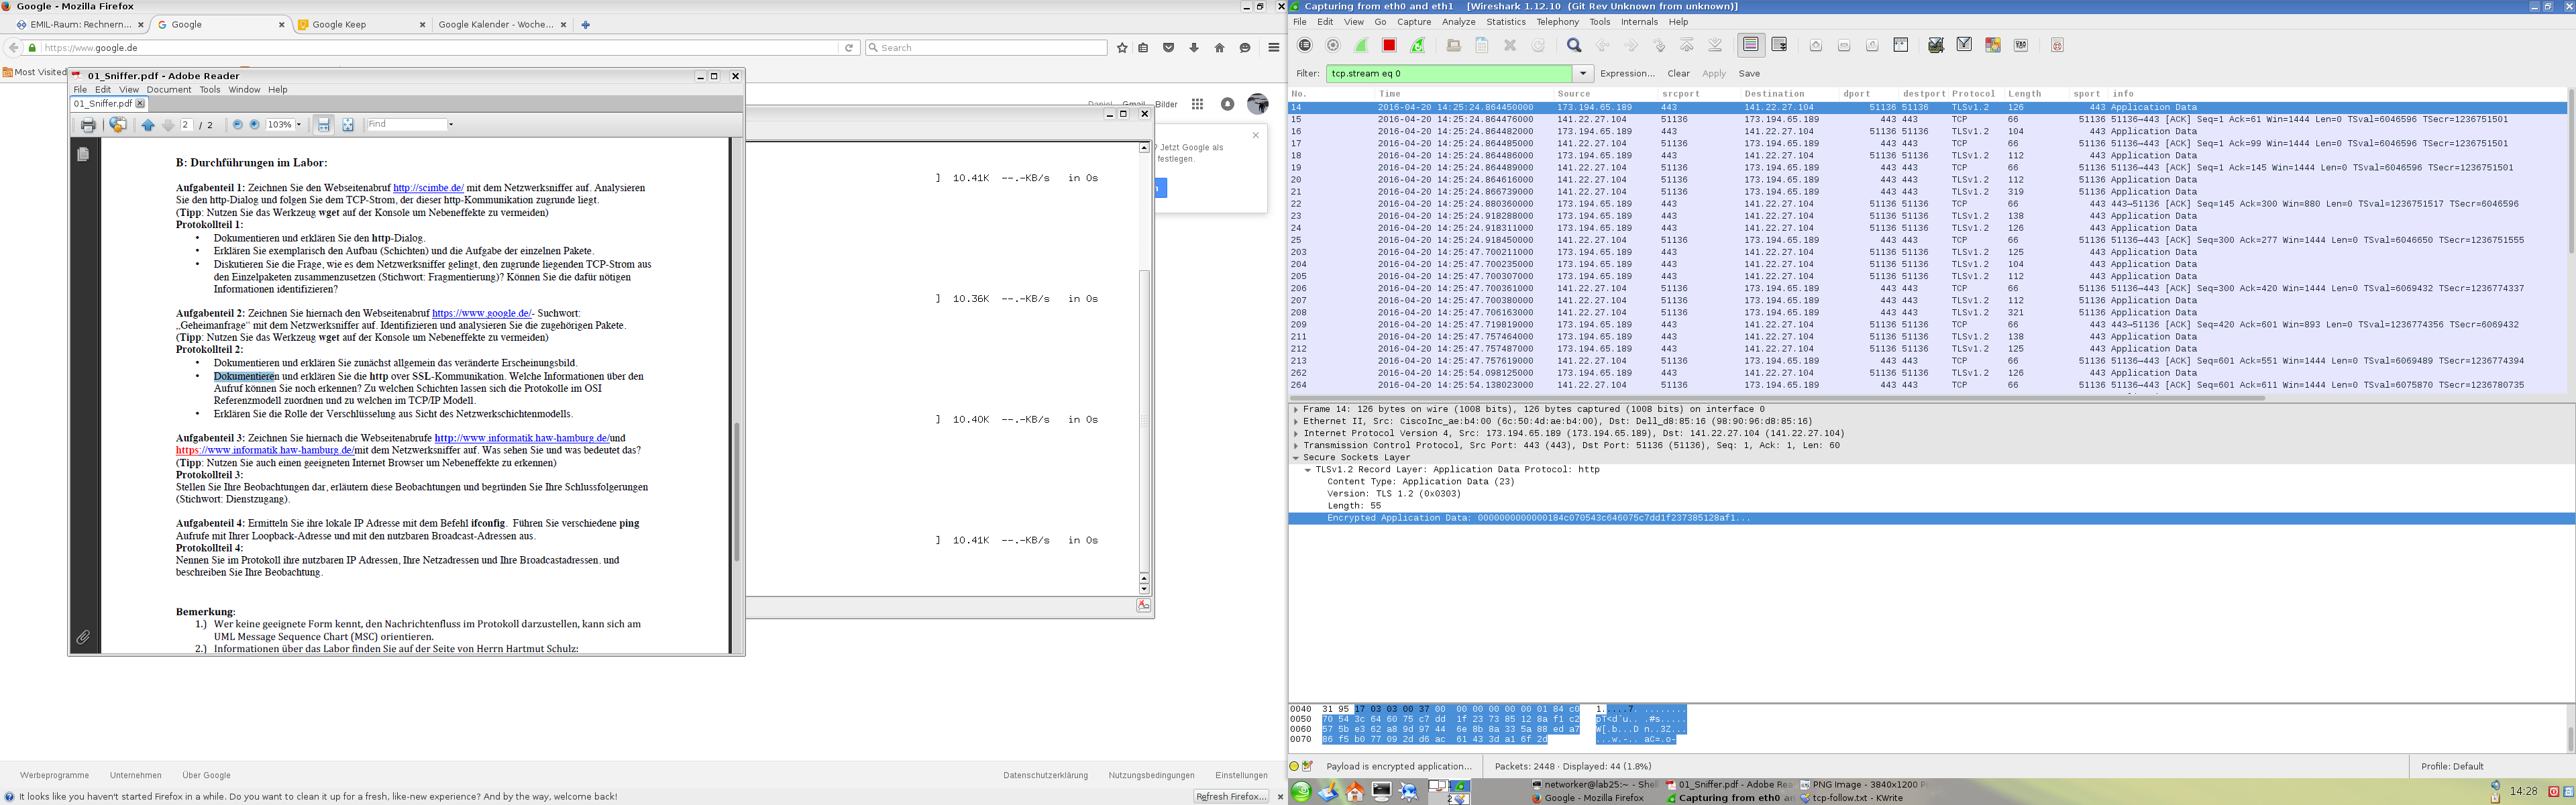 Google - Mozilla Firefox
EMIL-Raum: Rechnern...
Google
Google Keep
Google Kalender - Woche...
https://www.google.de
Search
Most Visited
01_Sniffer.pdf - Adobe Reader
File Edit View Document Tools Window Help
01_Sniffer.pdf
2 / 2 103% Find
B: Durchführungen im Labor:
Aufgabenteil 1: Zeichnen Sie den Webseitenabruf http://scimbe.de/ mit dem Netzwerksniffer auf. Analysieren
Sie den http-Dialog und folgen Sie dem TCP-Strom, der dieser http-Kommunikation zugrunde liegt.
(Tipp: Nutzen Sie das Werkzeug wget auf der Konsole um Nebeneffekte zu vermeiden)
Protokollteil 1:
• Dokumentieren und erklären Sie den http-Dialog.
• Erklären Sie exemplarisch den Aufbau (Schichten) und die Aufgabe der einzelnen Pakete.
• Diskutieren Sie die Frage, wie es dem Netzwerksniffer gelingt, den zugrunde liegenden TCP-Strom aus
den Einzelpaketen zusammenzusetzen (Stichwort: Fragmentierung)? Können Sie die dafür nötigen
Informationen identifizieren?
Aufgabenteil 2: Zeichnen Sie hiernach den Webseitenabruf https://www.google.de/- Suchwort:
„Geheimanfrage“ mit dem Netzwerksniffer auf. Identifizieren und analysieren Sie die zugehörigen Pakete.
(Tipp: Nutzen Sie das Werkzeug wget auf der Konsole um Nebeneffekte zu vermeiden)
Protokollteil 2:
• Dokumentieren und erklären Sie zunächst allgemein das veränderte Erscheinungsbild.
• Dokumentieren und erklären Sie die http over SSL-Kommunikation. Welche Informationen über den
Aufruf können Sie noch erkennen? Zu welchen Schichten lassen sich die Protokolle im OSI
Referenzmodell zuordnen und zu welchen im TCP/IP Modell.
• Erklären Sie die Rolle der Verschlüsselung aus Sicht des Netzwerkschichtenmodells.
Aufgabenteil 3: Zeichnen Sie hiernach die Webseitenabrufe http://www.informatik.haw-hamburg.de/und
https://www.informatik.haw-hamburg.de/mit dem Netzwerksniffer auf. Was sehen Sie und was bedeutet das?
(Tipp: Nutzen Sie auch einen geeigneten Internet Browser um Nebeneffekte zu erkennen)
Protokollteil 3:
Stellen Sie Ihre Beobachtungen dar, erläutern diese Beobachtungen und begründen Sie Ihre Schlussfolgerungen
(Stichwort: Dienstzugang).
Aufgabenteil 4: Ermitteln Sie ihre lokale IP Adresse mit dem Befehl ifconfig. Führen Sie verschiedene ping
Aufrufe mit Ihrer Loopback-Adresse und mit den nutzbaren Broadcast-Adressen aus.
Protokollteil 4:
Nennen Sie im Protokoll ihre nutzbaren IP Adressen, Ihre Netzadressen und Ihre Broadcastadressen. und
beschreiben Sie Ihre Beobachtung.
Bemerkung:
1.) Wer keine geeignete Form kennt, den Nachrichtenfluss im Protokoll darzustellen, kann sich am
UML Message Sequence Chart (MSC) orientieren.
2.) Informationen über das Labor finden Sie auf der Seite von Herrn Hartmut Schulz:
Bilder
? Jetzt Google als
festlegen.
] 10.41K --.-KB/s in 0s
] 10.36K --.-KB/s in 0s
] 10.40K --.-KB/s in 0s
] 10.41K --.-KB/s in 0s
Werbeprogramme Unternehmen Über Google Datenschutzerklärung Nutzungsbedingungen Einstellungen
It looks like you haven't started Firefox in a while. Do you want to clean it up for a fresh, like-new experience? And by the way, welcome back! Refresh Firefox...
Capturing from eth0 and eth1 [Wireshark 1.12.10 (Git Rev Unknown from unknown)]
File Edit View Go Capture Analyze Statistics Telephony Tools Internals Help
Filter: tcp.stream eq 0 Expression... Clear Apply Save
No. Time Source srcport Destination dport destport Protocol Length sport info
14 2016-04-20 14:25:24.864450000 173.194.65.189 443 141.22.27.104 51136 51136 TLSv1.2 126 443 Application Data
15 2016-04-20 14:25:24.864476000 141.22.27.104 51136 173.194.65.189 443 443 TCP 66 51136 51136→443 [ACK] Seq=1 Ack=61 Win=1444 Len=0 TSval=6046596 TSecr=1236751501
16 2016-04-20 14:25:24.864482000 173.194.65.189 443 141.22.27.104 51136 51136 TLSv1.2 104 443 Application Data
17 2016-04-20 14:25:24.864485000 141.22.27.104 51136 173.194.65.189 443 443 TCP 66 51136 51136→443 [ACK] Seq=1 Ack=99 Win=1444 Len=0 TSval=6046596 TSecr=1236751501
18 2016-04-20 14:25:24.864486000 173.194.65.189 443 141.22.27.104 51136 51136 TLSv1.2 112 443 Application Data
19 2016-04-20 14:25:24.864489000 141.22.27.104 51136 173.194.65.189 443 443 TCP 66 51136 51136→443 [ACK] Seq=1 Ack=145 Win=1444 Len=0 TSval=6046596 TSecr=1236751501
20 2016-04-20 14:25:24.864616000 141.22.27.104 51136 173.194.65.189 443 443 TLSv1.2 112 51136 Application Data
21 2016-04-20 14:25:24.866739000 141.22.27.104 51136 173.194.65.189 443 443 TLSv1.2 319 51136 Application Data
22 2016-04-20 14:25:24.880360000 173.194.65.189 443 141.22.27.104 51136 51136 TCP 66 443 443→51136 [ACK] Seq=145 Ack=300 Win=880 Len=0 TSval=1236751517 TSecr=6046596
23 2016-04-20 14:25:24.918288000 173.194.65.189 443 141.22.27.104 51136 51136 TLSv1.2 138 443 Application Data
24 2016-04-20 14:25:24.918311000 173.194.65.189 443 141.22.27.104 51136 51136 TLSv1.2 126 443 Application Data
25 2016-04-20 14:25:24.918450000 141.22.27.104 51136 173.194.65.189 443 443 TCP 66 51136 51136→443 [ACK] Seq=300 Ack=277 Win=1444 Len=0 TSval=6046650 TSecr=1236751555
203 2016-04-20 14:25:47.700211000 173.194.65.189 443 141.22.27.104 51136 51136 TLSv1.2 125 443 Application Data
204 2016-04-20 14:25:47.700235000 173.194.65.189 443 141.22.27.104 51136 51136 TLSv1.2 104 443 Application Data
205 2016-04-20 14:25:47.700307000 173.194.65.189 443 141.22.27.104 51136 51136 TLSv1.2 112 443 Application Data
206 2016-04-20 14:25:47.700361000 141.22.27.104 51136 173.194.65.189 443 443 TCP 66 51136 51136→443 [ACK] Seq=300 Ack=420 Win=1444 Len=0 TSval=6069432 TSecr=1236774337
207 2016-04-20 14:25:47.700380000 141.22.27.104 51136 173.194.65.189 443 443 TLSv1.2 112 51136 Application Data
208 2016-04-20 14:25:47.706163000 141.22.27.104 51136 173.194.65.189 443 443 TLSv1.2 321 51136 Application Data
209 2016-04-20 14:25:47.719819000 173.194.65.189 443 141.22.27.104 51136 51136 TCP 66 443 443→51136 [ACK] Seq=420 Ack=601 Win=893 Len=0 TSval=1236774356 TSecr=6069432
211 2016-04-20 14:25:47.757464000 173.194.65.189 443 141.22.27.104 51136 51136 TLSv1.2 138 443 Application Data
212 2016-04-20 14:25:47.757487000 173.194.65.189 443 141.22.27.104 51136 51136 TLSv1.2 125 443 Application Data
213 2016-04-20 14:25:47.757619000 141.22.27.104 51136 173.194.65.189 443 443 TCP 66 51136 51136→443 [ACK] Seq=601 Ack=551 Win=1444 Len=0 TSval=6069489 TSecr=1236774394
262 2016-04-20 14:25:54.098125000 173.194.65.189 443 141.22.27.104 51136 51136 TLSv1.2 126 443 Application Data
264 2016-04-20 14:25:54.138023000 141.22.27.104 51136 173.194.65.189 443 443 TCP 66 51136 51136→443 [ACK] Seq=601 Ack=611 Win=1444 Len=0 TSval=6075870 TSecr=1236780735
Frame 14: 126 bytes on wire (1008 bits), 126 bytes captured (1008 bits) on interface 0
Ethernet II, Src: CiscoInc_ae:b4:00 (6c:50:4d:ae:b4:00), Dst: Dell_d8:85:16 (98:90:96:d8:85:16)
Internet Protocol Version 4, Src: 173.194.65.189 (173.194.65.189), Dst: 141.22.27.104 (141.22.27.104)
Transmission Control Protocol, Src Port: 443 (443), Dst Port: 51136 (51136), Seq: 1, Ack: 1, Len: 60
Secure Sockets Layer
TLSv1.2 Record Layer: Application Data Protocol: http
Content Type: Application Data (23)
Version: TLS 1.2 (0x0303)
Length: 55
Encrypted Application Data: 0000000000000184c070543c646075c7dd1f237385128af1...
0040 31 95 17 03 03 00 37 00 00 00 00 00 00 01 84 c0 1.....7. ........
0050 70 54 3c 64 60 75 c7 dd 1f 23 73 85 12 8a f1 c2 pT<d`u.. .#s.....
0060 57 5b e3 62 a8 9d 97 44 6e 8b 8a 33 5a 88 ed a7 W[.b...D n..3Z...
0070 86 f5 b0 77 09 2d d6 ac 61 43 3d a1 6f 2d ...w.-.. aC=.o-
Payload is encrypted application... Packets: 2448 · Displayed: 44 (1.8%) Profile: Default
networker@lab25:~ - Shell 01_Sniffer.pdf - Adobe Rea PNG Image - 3840x1200 P
Google - Mozilla Firefox Capturing from eth0 an tcp-follow.txt - KWrite
14:28